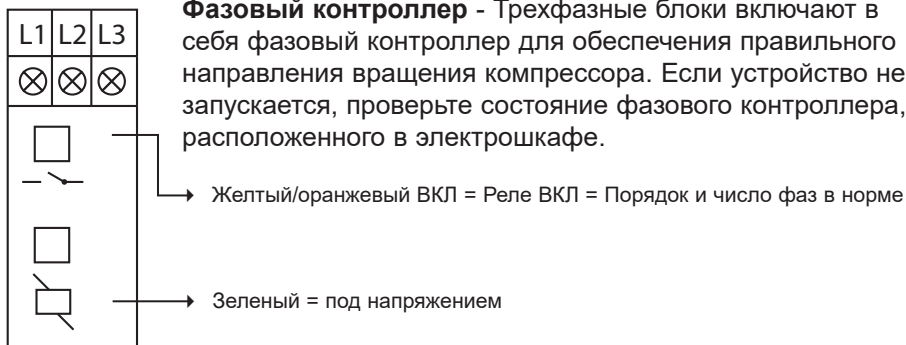 Фазовый контроллер - Трехфазные блоки включают в
себя фазовый контроллер для обеспечения правильного
направления вращения компрессора. Если устройство не
запускается, проверьте состояние фазового контроллера,
расположенного в электрошкафе.
L1 L2 L3
Желтый/оранжевый ВКЛ = Реле ВКЛ = Порядок и число фаз в норме
Зеленый = под напряжением